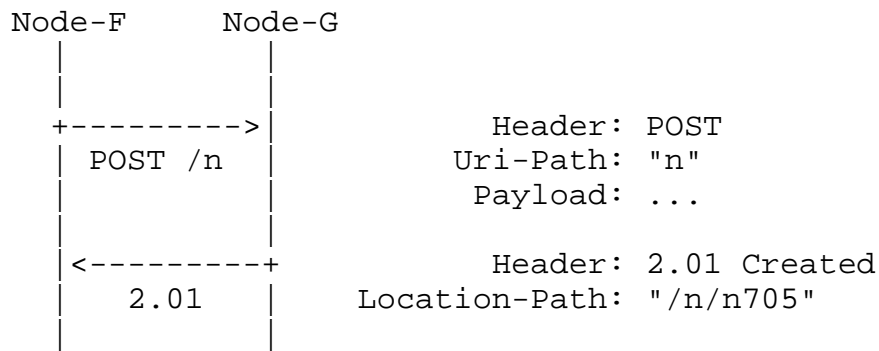 Node-F Node-G
Header: POST
POST /n Uri-Path: "n"
Payload: ...
Header: 2.01 Created
2.01 Location-Path: "/n/n705"